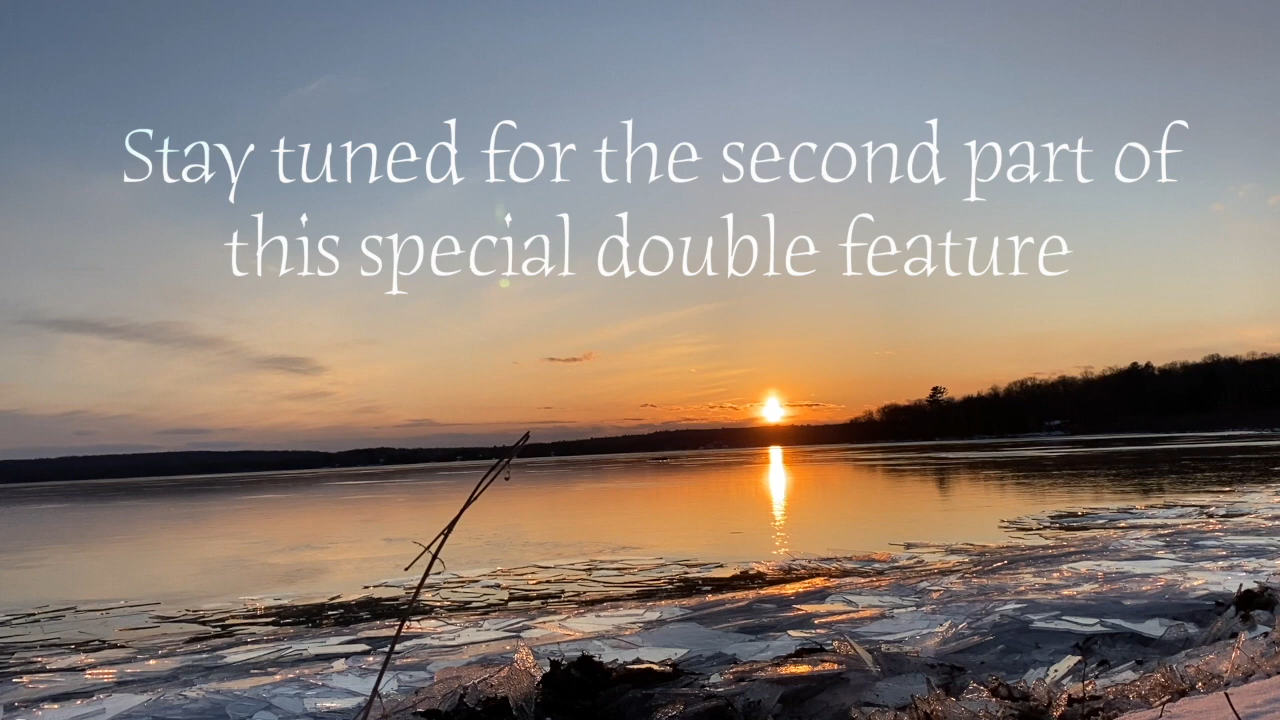 Stay tuned for the second part of
this special double feature